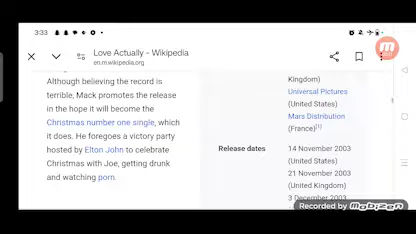 3:33
Love Actually - Wikipedia
en.m.wikipedia.org
Although believing the record is
terrible, Mack promotes the release
in the hope it will become the
Christmas number one single, which
it does. He foregoes a victory party
hosted by Elton John to celebrate
Christmas with Joe, getting drunk
and watching porn.
Kingdom)
Universal Pictures
(United States)
Mars Distribution
(France)[1]
Release dates
14 November 2003
(United States)
21 November 2003
(United Kingdom)
3 December 2003
Recorded by Mobizen